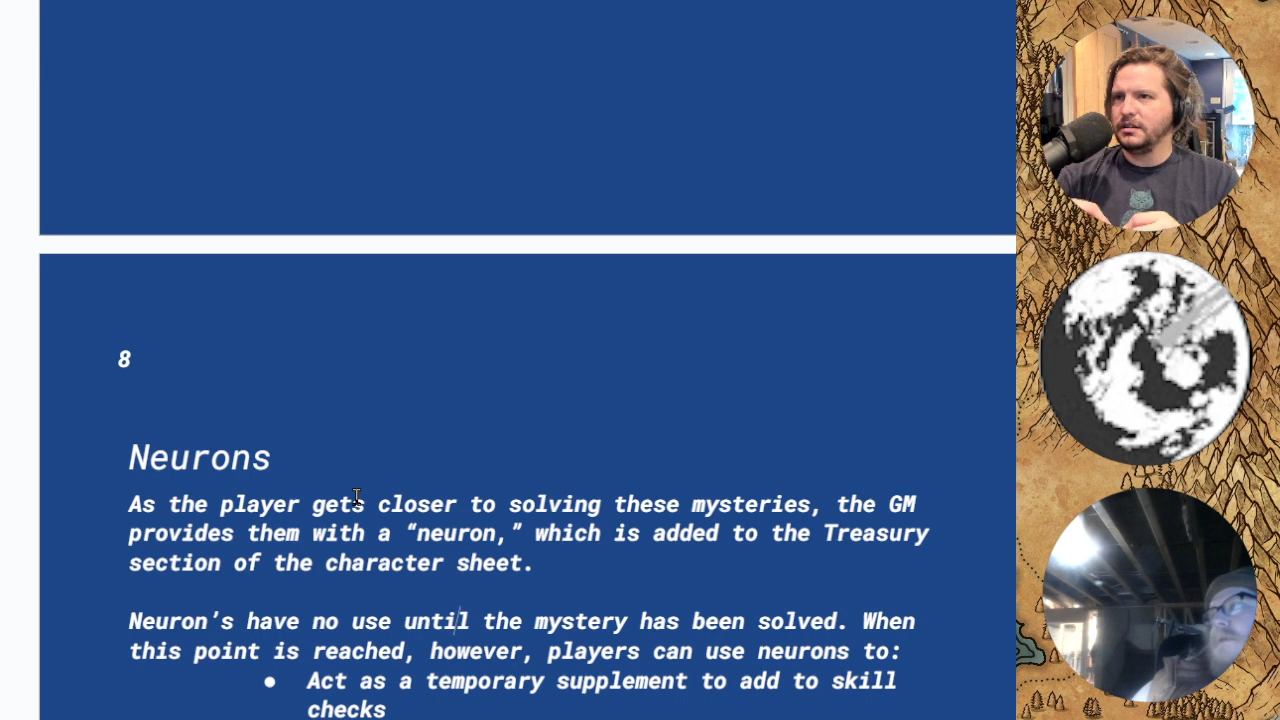 8
Neurons
As the player gets closer to solving these mysteries, the GM
provides them with a “neuron,” which is added to the Treasury
section of the character sheet.
Neuron’s have no use until the mystery has been solved. When
this point is reached, however, players can use neurons to:
● Act as a temporary supplement to add to skill
checks